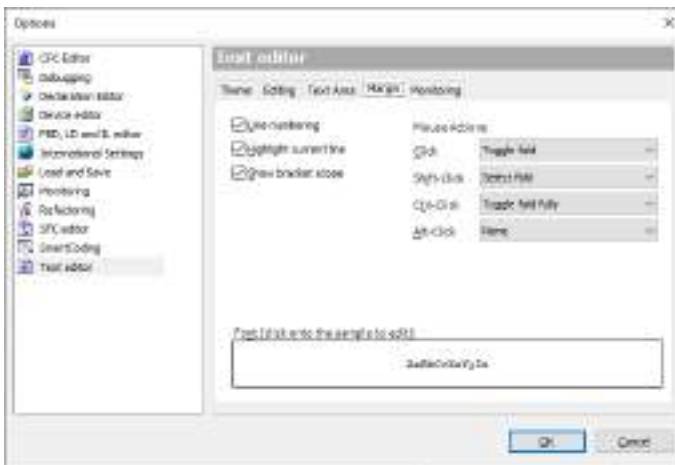 Options
CFC Editor
Debugging
Declaration Editor
Device editor
FBD, LD and IL editor
International Settings
Load and Save
Monitoring
Refactoring
SFC editor
SmartCoding
Text editor
Text editor
Theme Editing Text Area Margin Monitoring
Line numbering
Highlight current line
Show bracket scope
Mouse Actions
Click Toggle fold
Shift-Click Select fold
Ctrl-Click Toggle fold fully
Alt-Click None
Font (click onto the sample to edit)
OK Cancel